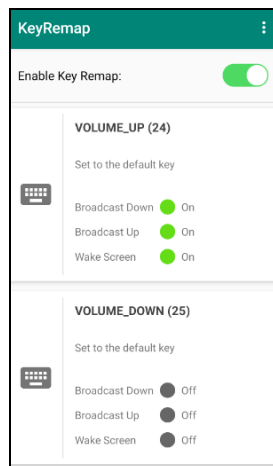 KeyRemap
Enable Key Remap:
VOLUME_UP (24)
Set to the default key
Broadcast Down On
Broadcast Up On
Wake Screen On
VOLUME_DOWN (25)
Set to the default key
Broadcast Down Off
Broadcast Up Off
Wake Screen Off